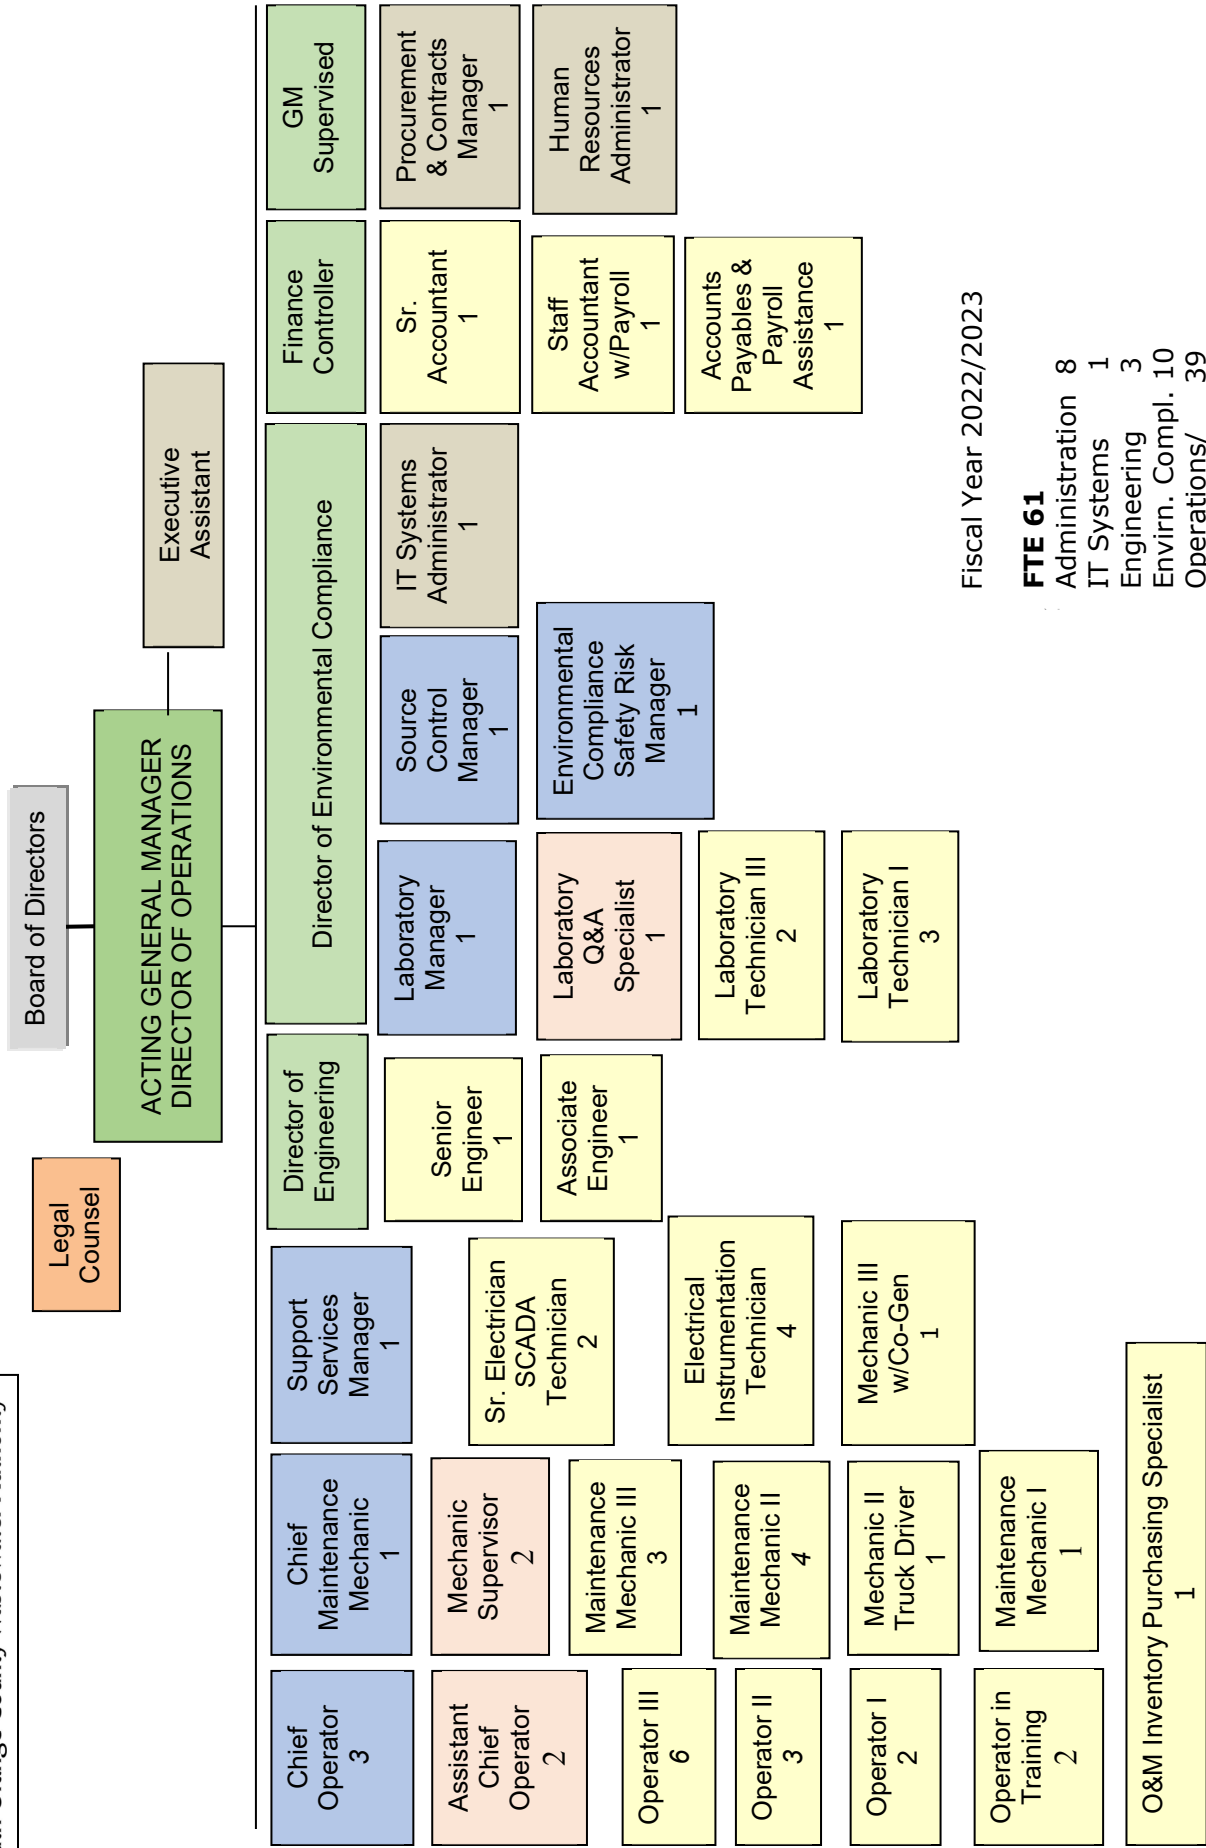 Board of Directors
Legal
Counsel
ACTING GENERAL MANAGER
DIRECTOR OF OPERATIONS
Executive
Assistant
Chief
Operator
3
Chief
Maintenance
Mechanic
1
Support
Services
Manager
1
Director of
Engineering
Director of Environmental Compliance
Finance
Controller
GM
Supervised
Assistant
Chief
Operator
2
Operator III
6
Operator II
3
Operator I
2
Operator in
Training
2
Mechanic
Supervisor
2
Maintenance
Mechanic III
3
Maintenance
Mechanic II
4
Mechanic II
Truck Driver
1
Maintenance
Mechanic I
1
O&M Inventory Purchasing Specialist
1
Sr. Electrician
SCADA
Technician
2
Electrical
Instrumentation
Technician
4
Mechanic III
w/Co-Gen
1
Senior
Engineer
1
Associate
Engineer
1
Laboratory
Manager
1
Laboratory
Q&A
Specialist
1
Laboratory
Technician III
2
Laboratory
Technician I
3
Source
Control
Manager
1
Environmental
Compliance
Safety Risk
Manager
1
IT Systems
Administrator
1
Sr.
Accountant
1
Staff
Accountant
w/Payroll
1
Accounts
Payables &
Payroll
Assistance
1
Procurement
& Contracts
Manager
1
Human
Resources
Administrator
1
Fiscal Year 2022/2023
FTE 61
Administration 8
IT Systems 1
Engineering 3
Envirn. Compl. 10
Operations/ 39